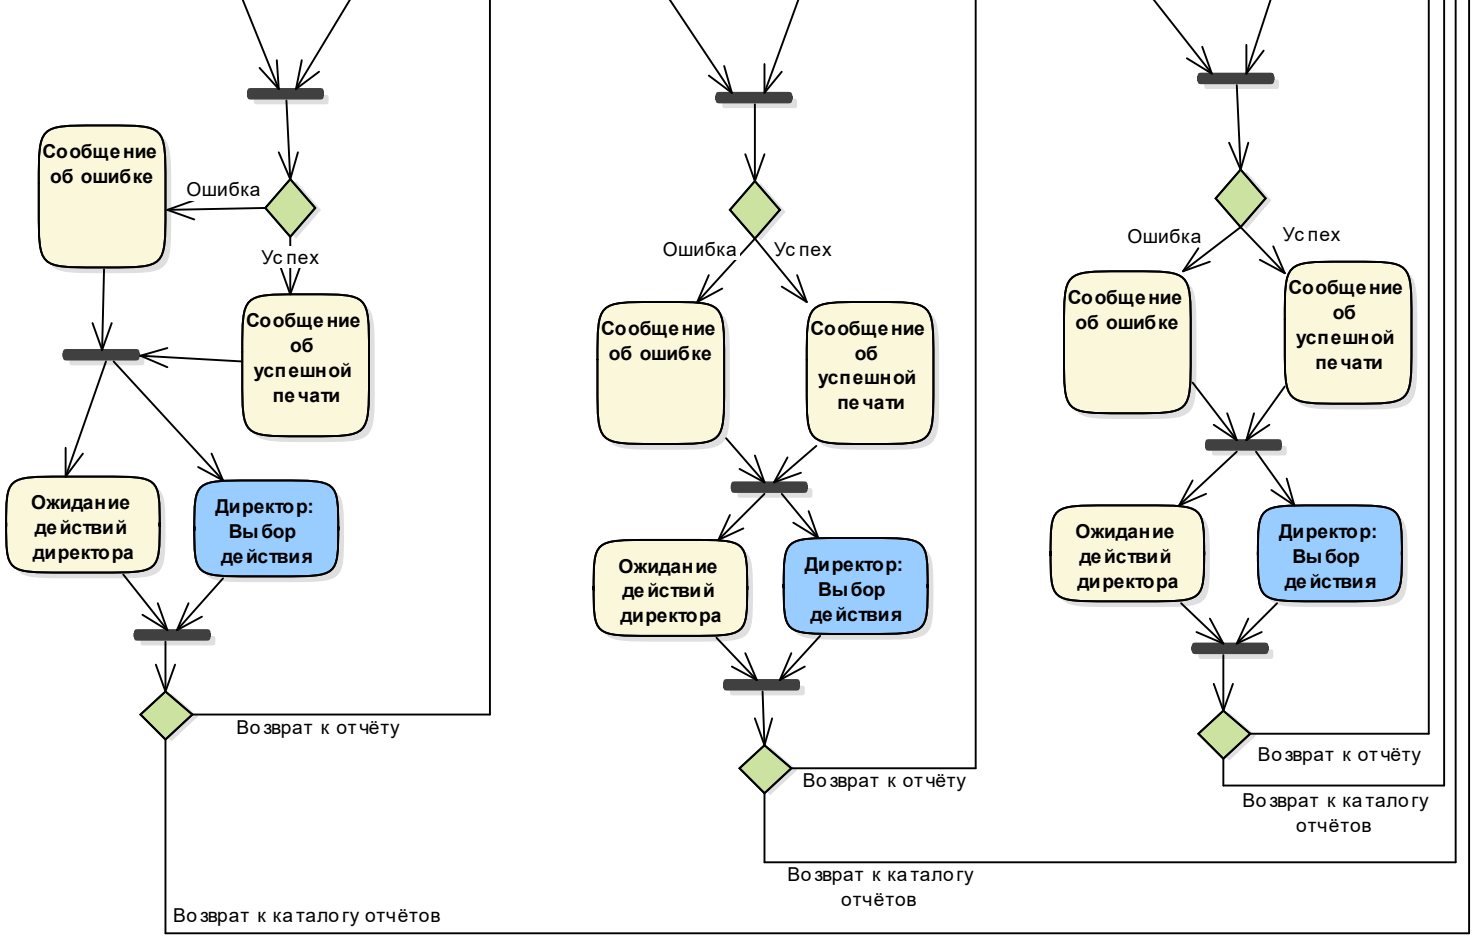 Сообщение
об ошибке
Ошибка
Успех
Сообщение
об
успешной
печати
Ожидание
действий
директора
Директор:
Выбор
действия
Возврат к отчёту
Возврат к каталогу отчётов
Ошибка
Успех
Сообщение
об ошибке
Сообщение
об
успешной
печати
Ожидание
действий
директора
Директор:
Выбор
действия
Возврат к отчёту
Возврат к каталогу
отчётов
Ошибка
Успех
Сообщение
об ошибке
Сообщение
об
успешной
печати
Ожидание
действий
директора
Директор:
Выбор
действия
Возврат к отчёту
Возврат к каталогу
отчётов